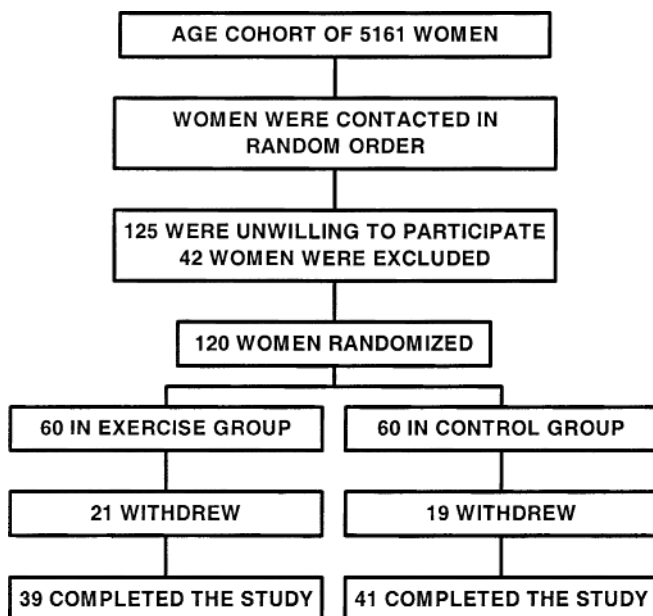 AGE COHORT OF 5161 WOMEN
WOMEN WERE CONTACTED IN
RANDOM ORDER
125 WERE UNWILLING TO PARTICIPATE
42 WOMEN WERE EXCLUDED
120 WOMEN RANDOMIZED
60 IN EXERCISE GROUP
60 IN CONTROL GROUP
21 WITHDREW
19 WITHDREW
39 COMPLETED THE STUDY
41 COMPLETED THE STUDY